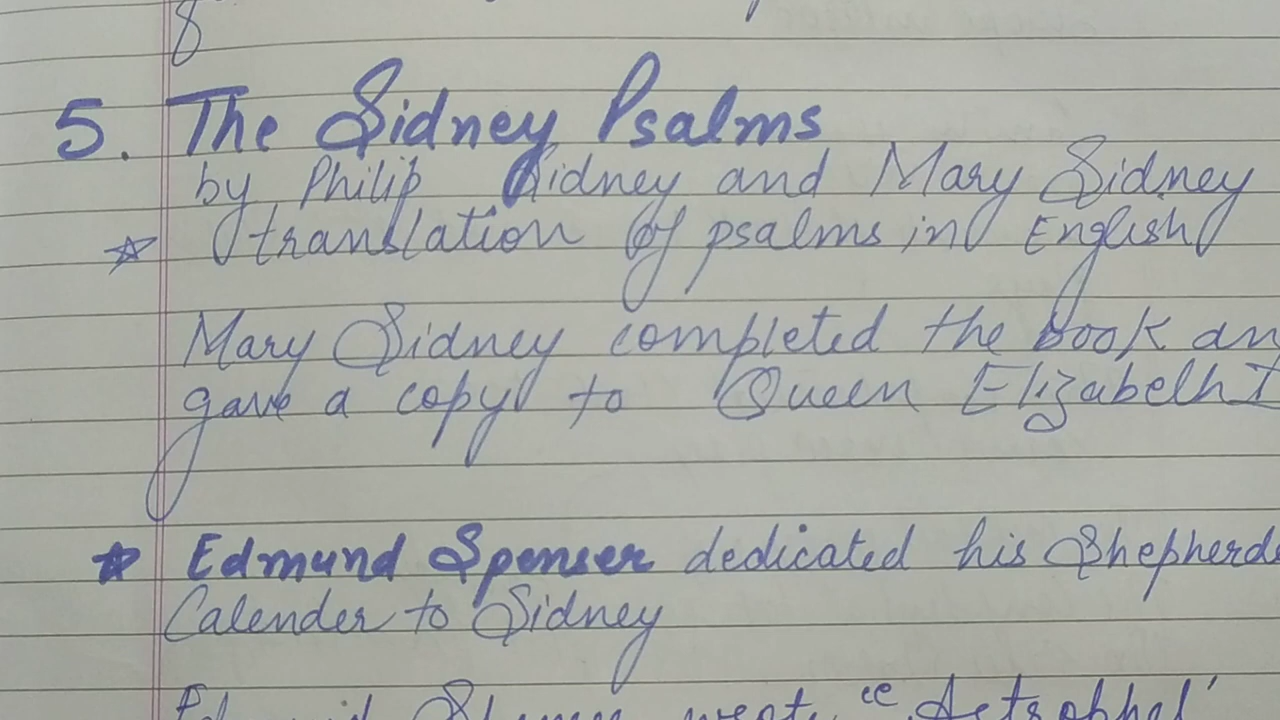 5. The Sidney Psalms
by Philip Sidney and Mary Sidney
☆ translation of psalms in English
Mary Sidney completed the book an
gave a copy to Queen Elizabeth I
☆ Edmund Spenser dedicated his Shepherds
Calender to Sidney